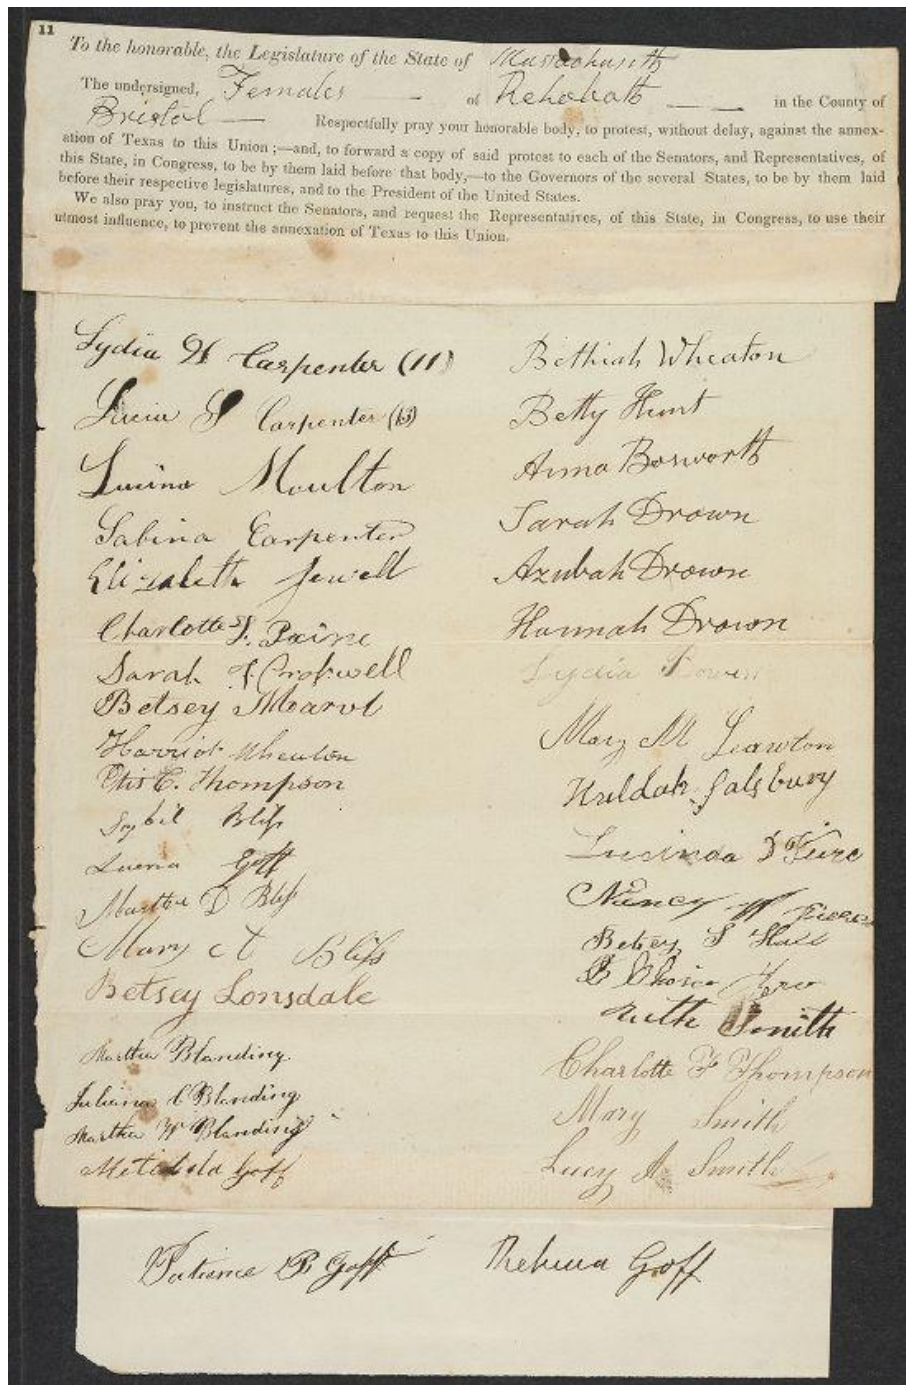 11
To the honorable, the Legislature of the State of Massachusetts
The undersigned, Females — of Rehoboth — — in the County of
Bristol — Respectfully pray your honorable body, to protest, without delay, against the annex-
ation of Texas to this Union ;—and, to forward a copy of said protest to each of the Senators, and Representatives, of
this State, in Congress, to be by them laid before that body,—to the Governors of the several States, to be by them laid
before their respective legislatures, and to the President of the United States.
We also pray you, to instruct the Senators, and request the Representatives, of this State, in Congress, to use their
utmost influence, to prevent the annexation of Texas to this Union.
Lydia H Carpenter (11)
Carpenter
Moulton
Sabina Carpenter
Elizabeth Jewell
Charlotte S. Paine
Sarah
Betsey
Harriot Wheaton
Otis C. Thompson
Sybil Bliss
Goff
Martha D Bliss
Mary A Bliss
Betsey Lonsdale
Martha Blanding.
Juliana C Blanding
Martha W Blanding
Goff
Bethiah Wheaton
Betty Hunt
Anna Bosworth
Sarah Drown
Azubah Drown
Hannah Drown
Lydia
Mary M Lawton
Huldah Salsbury
Lucinda
Nancy W
Betsey S Hall
Ruth Smith
Charlotte F Thompson
Mary Smith
Lucy A Smith
Patience B Goff
Goff